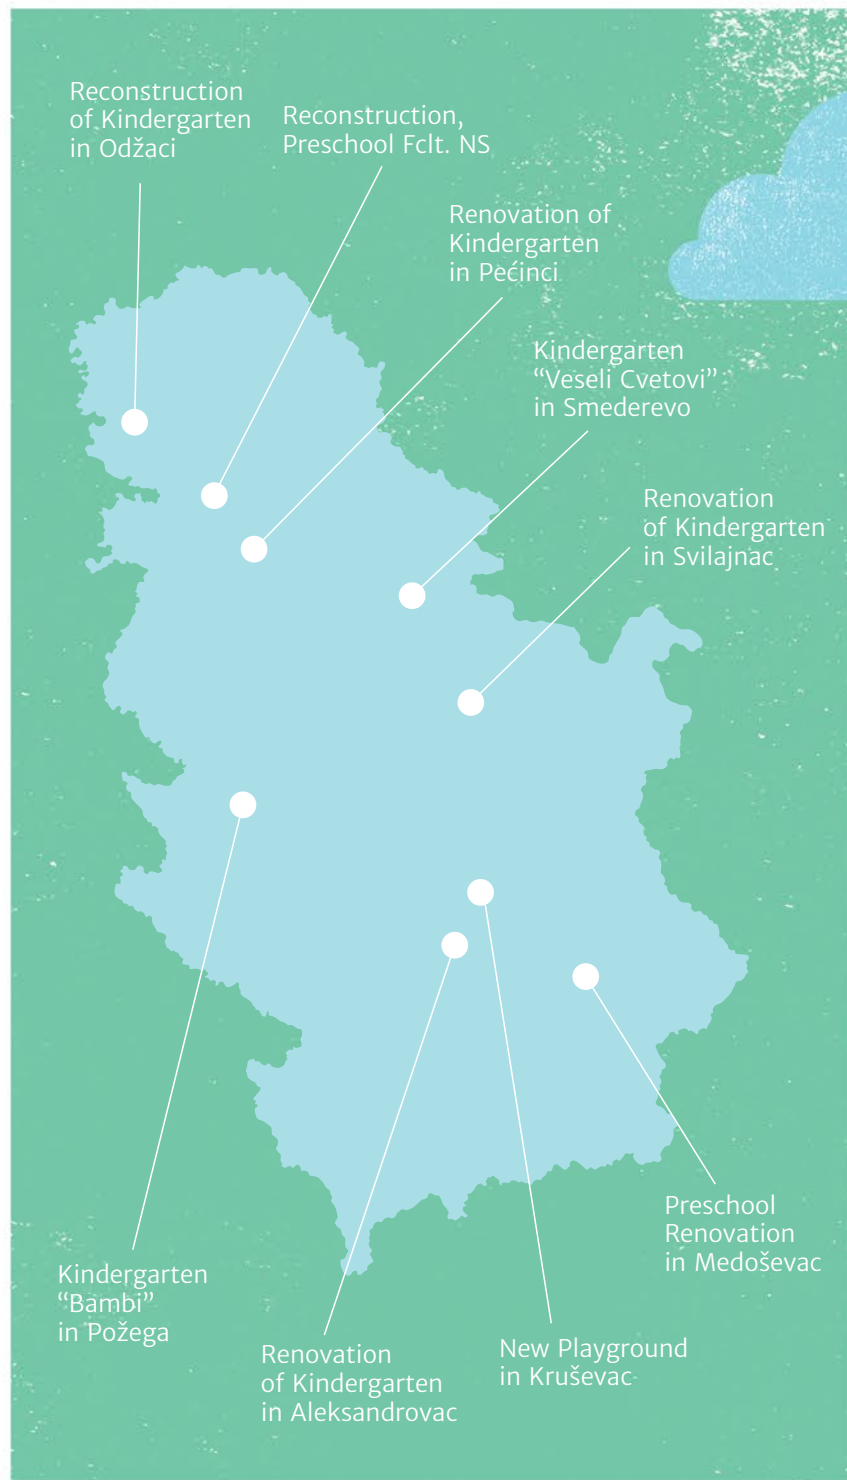 Reconstruction
of Kindergarten
in Odžaci
Reconstruction,
Preschool Fclt. NS
Renovation of
Kindergarten
in Pećinci
Kindergarten
“Veseli Cvetovi”
in Smederevo
Renovation
of Kindergarten
in Svilajnac
Preschool
Renovation
in Medoševac
Kindergarten
“Bambi”
in Požega
Renovation
of Kindergarten
in Aleksandrovac
New Playground
in Kruševac